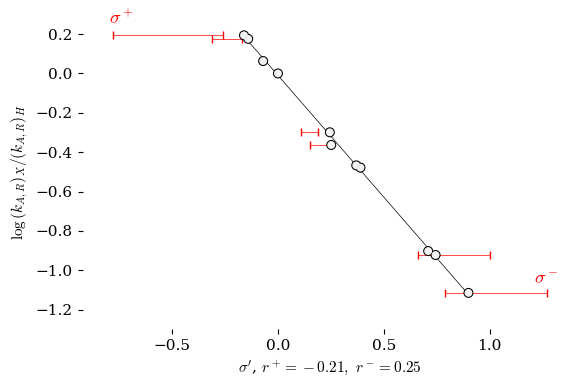 σ⁺
0.2
0.0
−0.2
−0.4
−0.6
−0.8
−1.0
−1.2
log (k_{A,R})_X/(k_{A,R})_H
σ⁻
−0.5 0.0 0.5 1.0
σ′, r⁺ = −0.21, r⁻ = 0.25